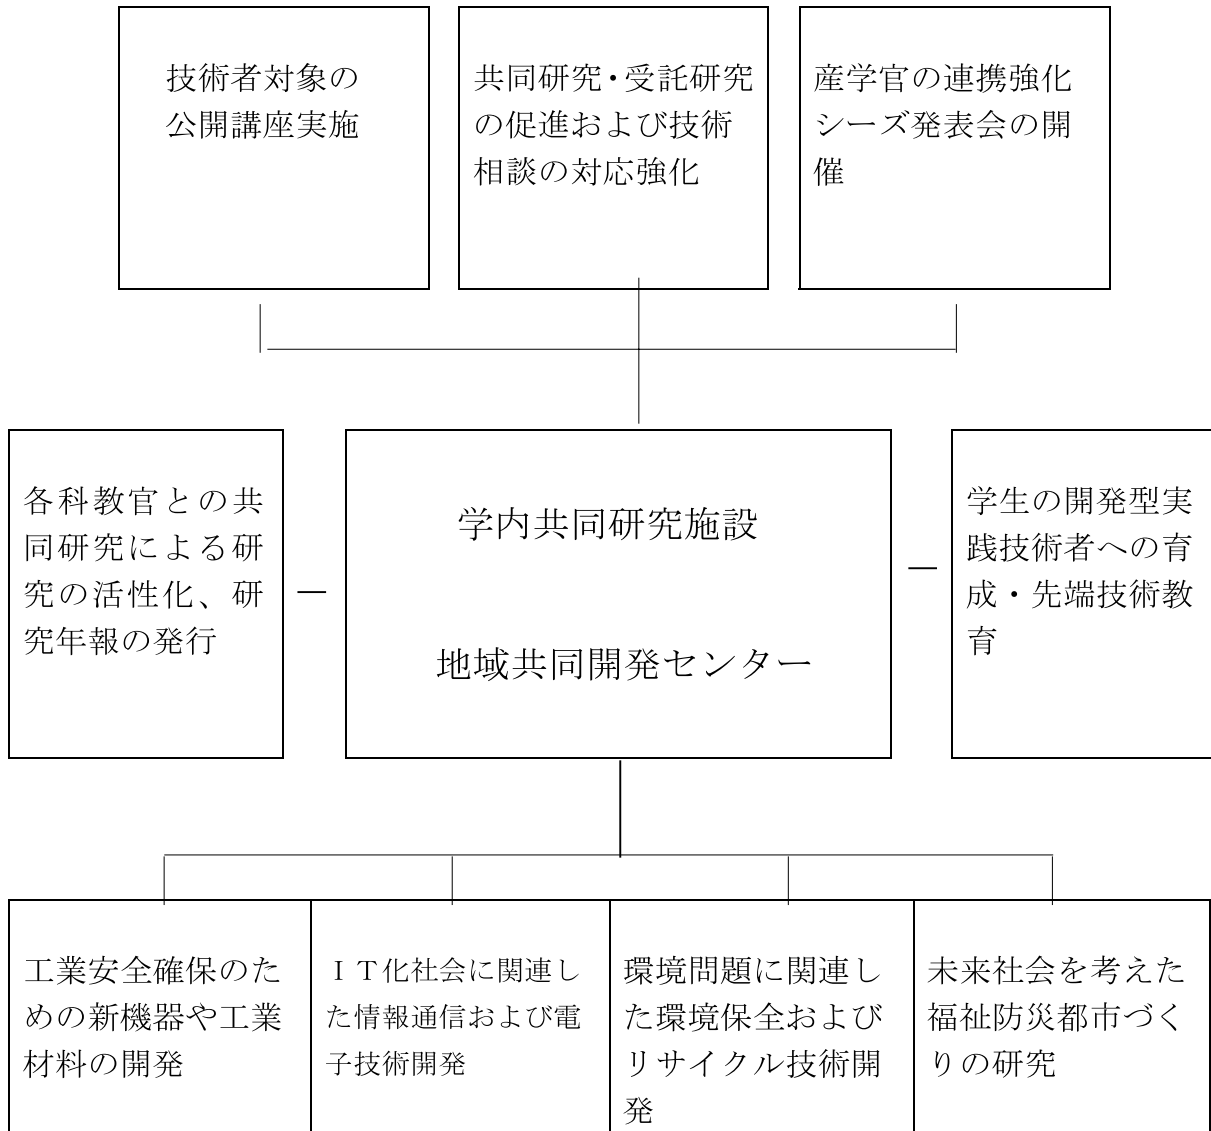 技術者対象の
公開講座実施
共同研究・受託研究
の促進および技術
相談の対応強化
産学官の連携強化
シーズ発表会の開
催
各科教官との共
同研究による研
究の活性化、研
究年報の発行
学内共同研究施設
地域共同開発センター
学生の開発型実
践技術者への育
成・先端技術教
育
工業安全確保のた
めの新機器や工業
材料の開発
ＩＴ化社会に関連し
た情報通信および電
子技術開発
環境問題に関連し
た環境保全および
リサイクル技術開
発
未来社会を考えた
福祉防災都市づく
りの研究